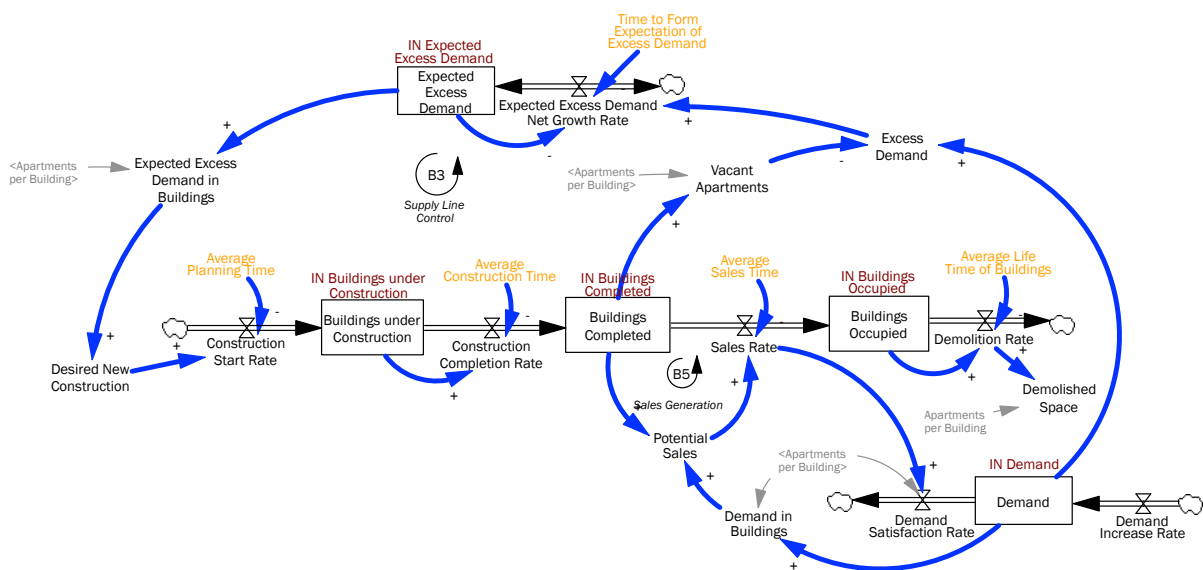 Time to Form
Expectation of
Excess Demand
IN Expected
Excess Demand
Expected
Excess
Demand
-
Expected Excess Demand
Net Growth Rate
+
+
-
Excess
Demand
-
+
<Apartments
per Building>
Expected Excess
Demand in
Buildings
B3
Supply Line
Control
<Apartments
per Building>
Vacant
Apartments
+
Average
Planning Time
IN Buildings under
Construction
Average
Construction Time
IN Buildings
Completed
Average
Sales Time
IN Buildings
Occupied
Average Life
Time of Buildings
-
-
-
-
Buildings under
Construction
Buildings
Completed
Buildings
Occupied
+
+
Construction
Start Rate
Construction
Completion Rate
Sales Rate
Demolition Rate
+
Desired New
Construction
+
B5
Sales Generation
+
+
+
Demolished
Space
Apartments
per Building
Potential
Sales
<Apartments
per Building>
+
+
IN Demand
Demand
Demand in
Buildings
Demand
Satisfaction Rate
Demand
Increase Rate
+